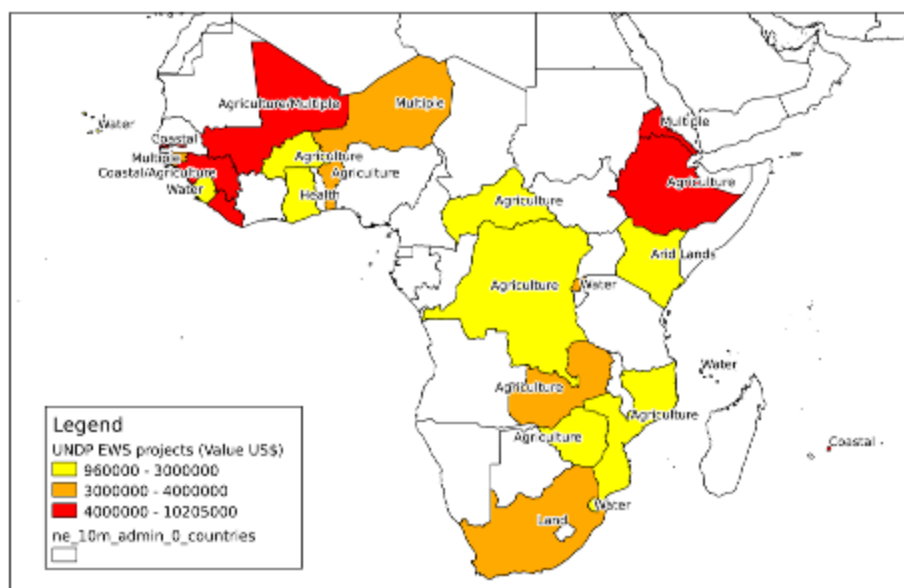 Agriculture/Multiple
Multiple
Water
Multiple
Coastal
Multiple
Agriculture
Coastal/Agriculture
Agriculture
Agriculture
Water
Health
Agriculture
Arid Lands
Agriculture
Water
Water
Agriculture
Agriculture
Agriculture
Coastal
Water
Land
Legend
UNDP EWS projects (Value US$)
960000 - 3000000
3000000 - 4000000
4000000 - 10205000
ne_10m_admin_0_countries